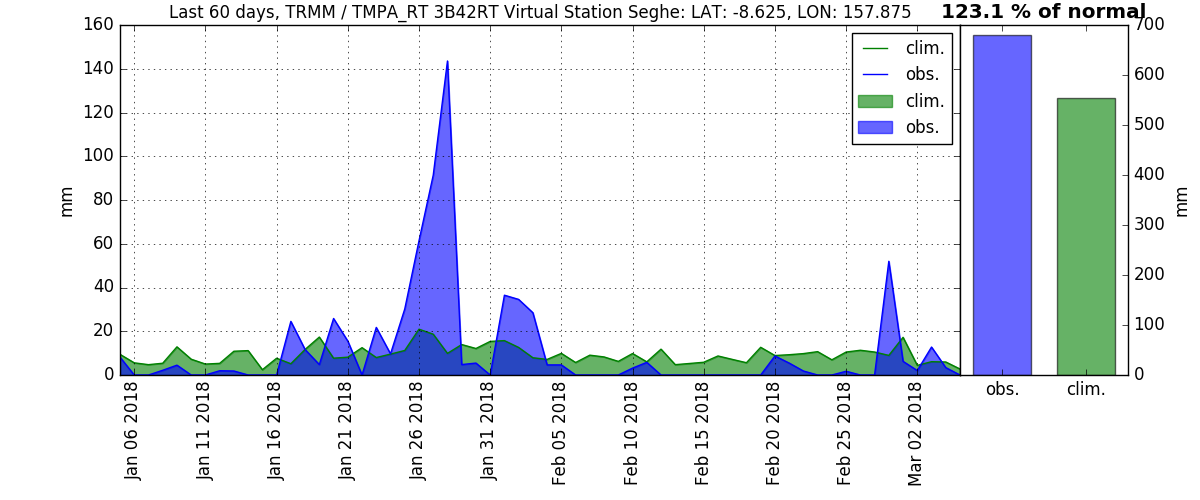 Last 60 days, TRMM / TMPA_RT 3B42RT Virtual Station Seghe: LAT: -8.625, LON: 157.875
123.1 % of normal
160
140
120
100
80
60
40
20
0
mm
clim.
obs.
clim.
obs.
Jan 06 2018
Jan 11 2018
Jan 16 2018
Jan 21 2018
Jan 26 2018
Jan 31 2018
Feb 05 2018
Feb 10 2018
Feb 15 2018
Feb 20 2018
Feb 25 2018
Mar 02 2018
700
600
500
400
300
200
100
0
mm
obs.
clim.